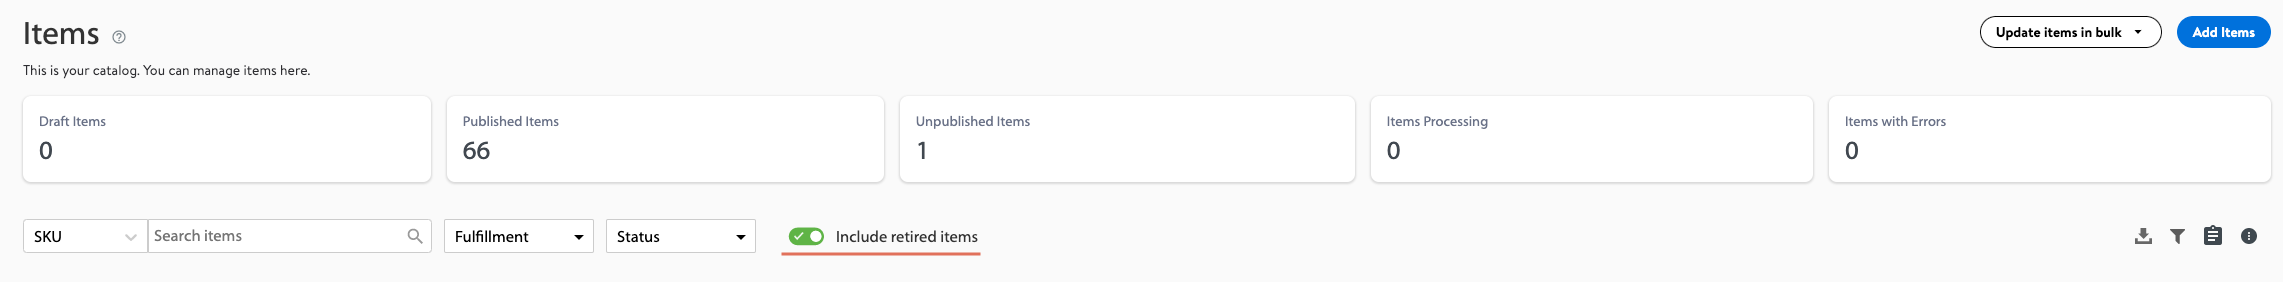 Items
Update items in bulk
Add Items
This is your catalog. You can manage items here.
Draft Items
0
Published Items
66
Unpublished Items
1
Items Processing
0
Items with Errors
0
SKU
Search items
Fulfillment
Status
Include retired items